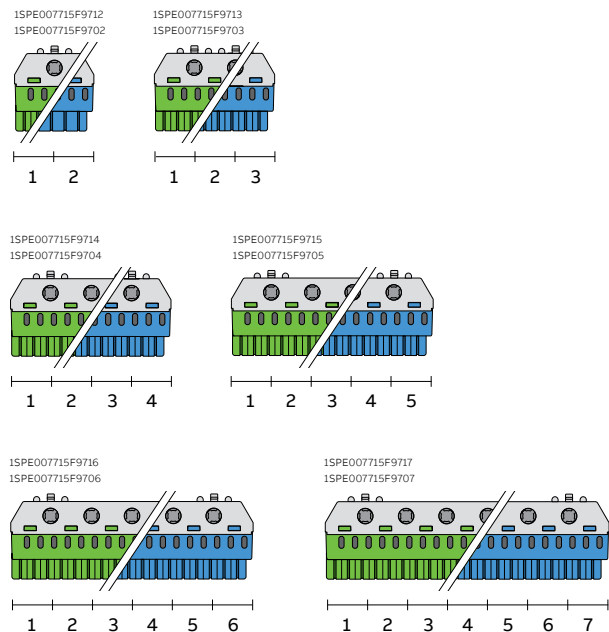 1SPE007715F9712
1SPE007715F9702
1 2
1SPE007715F9713
1SPE007715F9703
1 2 3
1SPE007715F9714
1SPE007715F9704
1 2 3 4
1SPE007715F9715
1SPE007715F9705
1 2 3 4 5
1SPE007715F9716
1SPE007715F9706
1 2 3 4 5 6
1SPE007715F9717
1SPE007715F9707
1 2 3 4 5 6 7